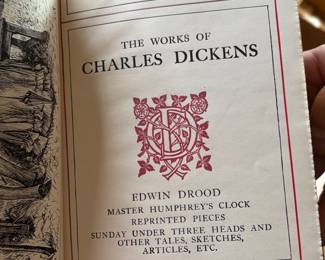 THE WORKS OF
CHARLES DICKENS
EDWIN DROOD
MASTER HUMPHREY'S CLOCK
REPRINTED PIECES
SUNDAY UNDER THREE HEADS AND
OTHER TALES, SKETCHES,
ARTICLES, ETC.